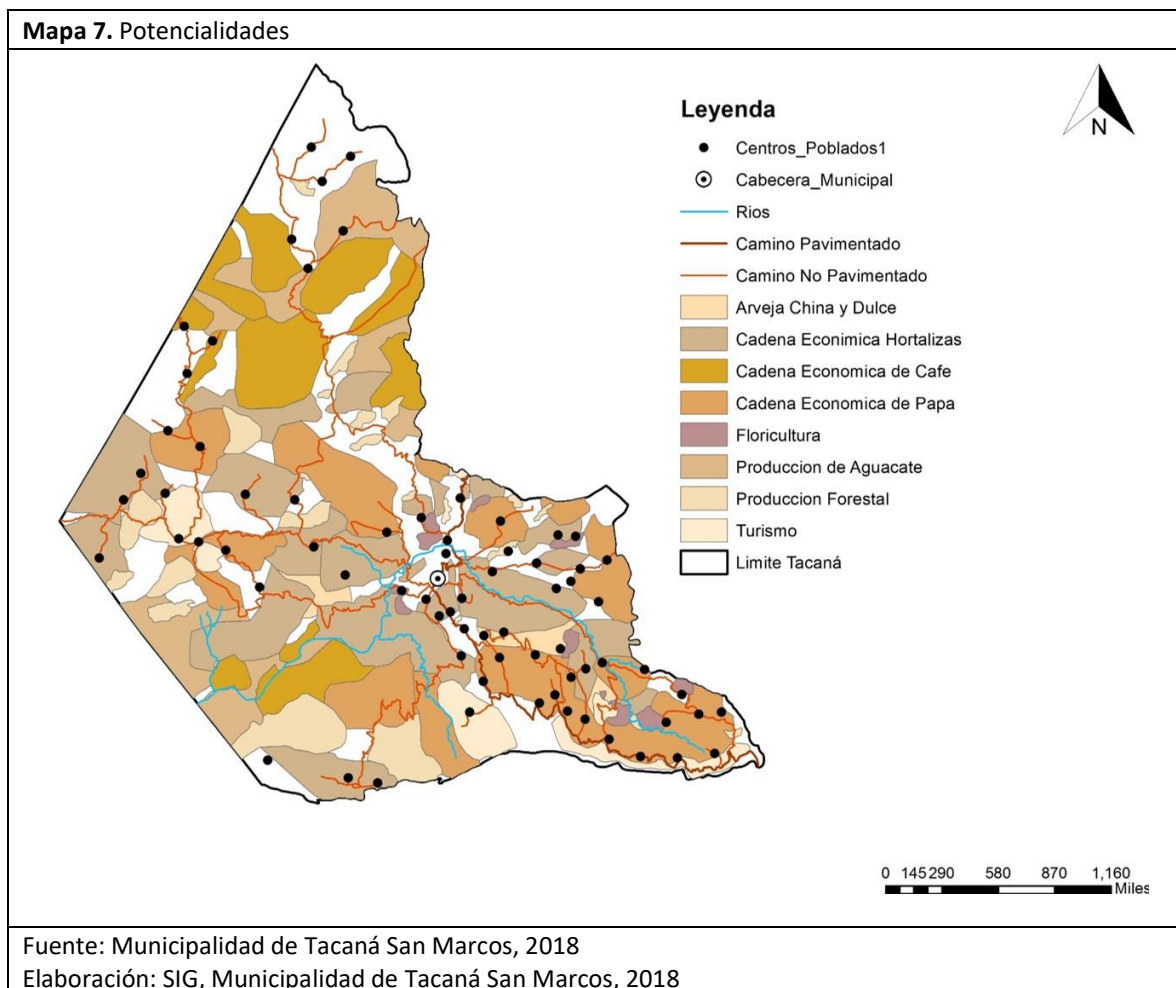 Mapa 7. Potencialidades
Leyenda
Centros_Poblados1
Cabecera_Municipal
Rios
Camino Pavimentado
Camino No Pavimentado
Arveja China y Dulce
Cadena Econimica Hortalizas
Cadena Economica de Cafe
Cadena Economica de Papa
Floricultura
Produccion de Aguacate
Produccion Forestal
Turismo
Limite Tacaná
N
0 145 290 580 870 1,160
Miles
Fuente: Municipalidad de Tacaná San Marcos, 2018
Elaboración: SIG, Municipalidad de Tacaná San Marcos, 2018